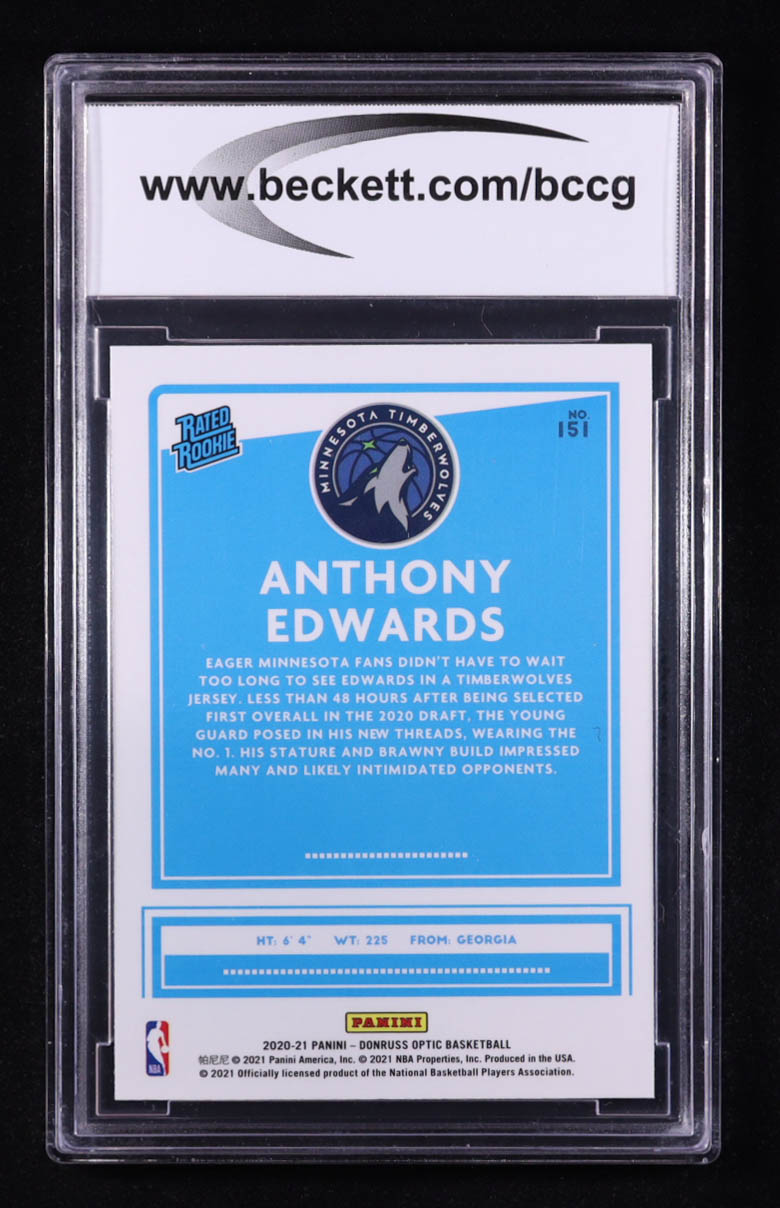 www.beckett.com/bccg
RATED
ROOKIE
MINNESOTA TIMBERWOLVES
NO.
151
ANTHONY
EDWARDS
EAGER MINNESOTA FANS DIDN'T HAVE TO WAIT
TOO LONG TO SEE EDWARDS IN A TIMBERWOLVES
JERSEY. LESS THAN 48 HOURS AFTER BEING SELECTED
FIRST OVERALL IN THE 2020 DRAFT, THE YOUNG
GUARD POSED IN HIS NEW THREADS, WEARING THE
NO. 1. HIS STATURE AND BRAWNY BUILD IMPRESSED
MANY AND LIKELY INTIMIDATED OPPONENTS.
HT: 6' 4" WT: 225 FROM: GEORGIA
PANINI
NBA
2020-21 PANINI – DONRUSS OPTIC BASKETBALL
帕尼尼 © 2021 Panini America, Inc. © 2021 NBA Properties, Inc. Produced in the USA.
© 2021 Officially licensed product of the National Basketball Players Association.